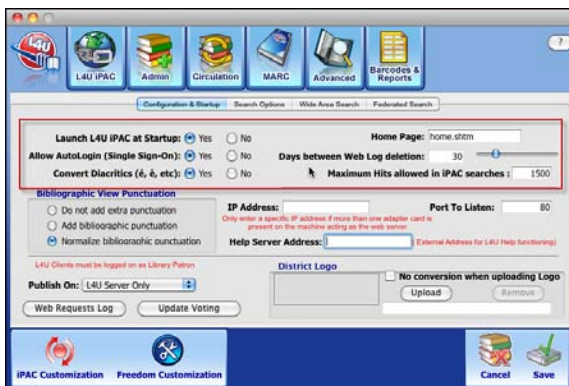 L4U
L4U iPAC
Admin
Circulation
MARC
Advanced
Barcodes & Reports
?
Configuration & Startup
Search Options
Wide Area Search
Federated Search
Launch L4U iPAC at Startup: Yes No
Home Page: home.shtm
Allow AutoLogin (Single Sign-On): Yes No
Days between Web Log deletion: 30
Convert Diacritics (é, è, etc): Yes No
Maximum Hits allowed in iPAC searches : 1500
Bibliographic View Punctuation
Do not add extra punctuation
Add bibliographic punctuation
Normalize bibliographic punctuation
IP Address:
Port To Listen: 80
Only enter a specific IP address if more than one adapter card is
present on the machine acting as the web server
Help Server Address:
External Address for L4U Help functioning)
L4U Clients must be logged on as Library Patron
Publish On: L4U Server Only
Web Requests Log
Update Voting
District Logo
No conversion when uploading Logo
Upload
Remove
iPAC Customization
Freedom Customization
Cancel
Save